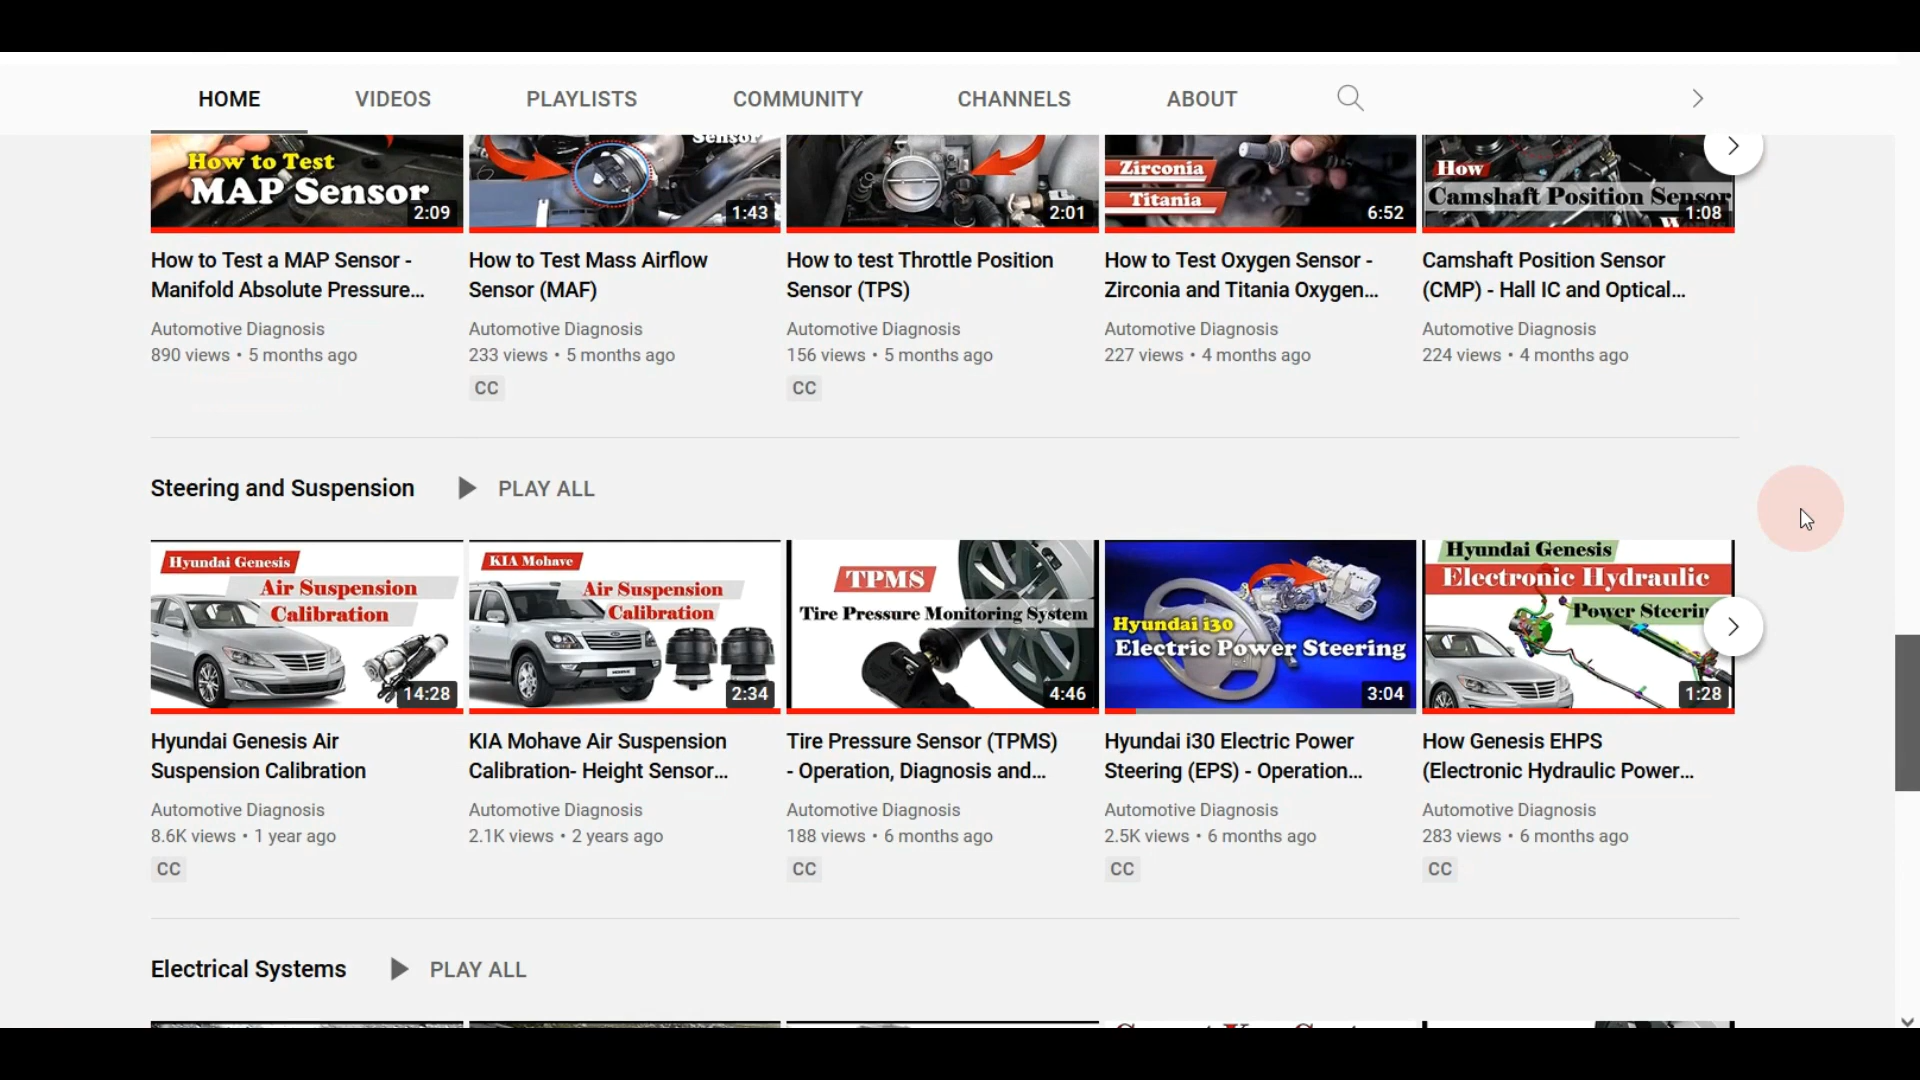 HOME VIDEOS PLAYLISTS COMMUNITY CHANNELS ABOUT
How to Test
MAP Sensor
2:09
Sensor
1:43
2:01
Zirconia
Titania
6:52
How
Camshaft Position Sensor
1:08
How to Test a MAP Sensor -
Manifold Absolute Pressure...
Automotive Diagnosis
890 views • 5 months ago
How to Test Mass Airflow
Sensor (MAF)
Automotive Diagnosis
233 views • 5 months ago
CC
How to test Throttle Position
Sensor (TPS)
Automotive Diagnosis
156 views • 5 months ago
CC
How to Test Oxygen Sensor -
Zirconia and Titania Oxygen...
Automotive Diagnosis
227 views • 4 months ago
Camshaft Position Sensor
(CMP) - Hall IC and Optical...
Automotive Diagnosis
224 views • 4 months ago
Steering and Suspension PLAY ALL
Hyundai Genesis
Air Suspension
Calibration
14:28
KIA Mohave
Air Suspension
Calibration
2:34
TPMS
Tire Pressure Monitoring System
4:46
Hyundai i30
Electric Power Steering
3:04
Hyundai Genesis
Electronic Hydraulic
Power Steerin
1:28
Hyundai Genesis Air
Suspension Calibration
Automotive Diagnosis
8.6K views • 1 year ago
CC
KIA Mohave Air Suspension
Calibration- Height Sensor...
Automotive Diagnosis
2.1K views • 2 years ago
Tire Pressure Sensor (TPMS)
- Operation, Diagnosis and...
Automotive Diagnosis
188 views • 6 months ago
CC
Hyundai i30 Electric Power
Steering (EPS) - Operation...
Automotive Diagnosis
2.5K views • 6 months ago
CC
How Genesis EHPS
(Electronic Hydraulic Power...
Automotive Diagnosis
283 views • 6 months ago
CC
Electrical Systems PLAY ALL